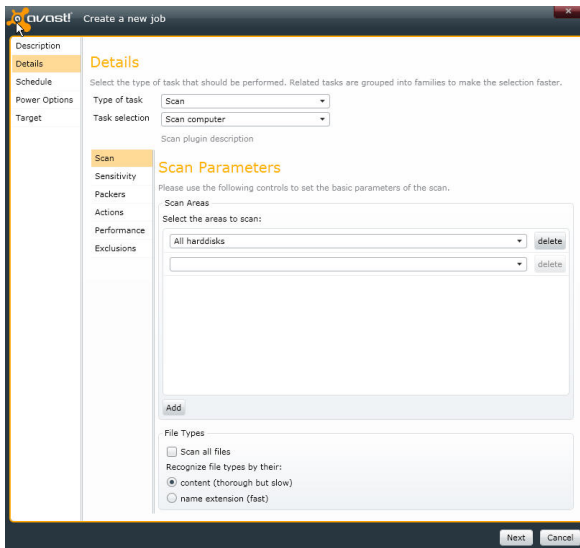 avast! Create a new job
Description
Details
Schedule
Power Options
Target
Details
Select the type of task that should be performed. Related tasks are grouped into families to make the selection faster.
Type of task Scan
Task selection Scan computer
Scan plugin description
Scan
Sensitivity
Packers
Actions
Performance
Exclusions
Scan Parameters
Please use the following controls to set the basic parameters of the scan.
Scan Areas
Select the areas to scan:
All harddisks delete
delete
Add
File Types
Scan all files
Recognize file types by their:
content (thorough but slow)
name extension (fast)
Next Cancel